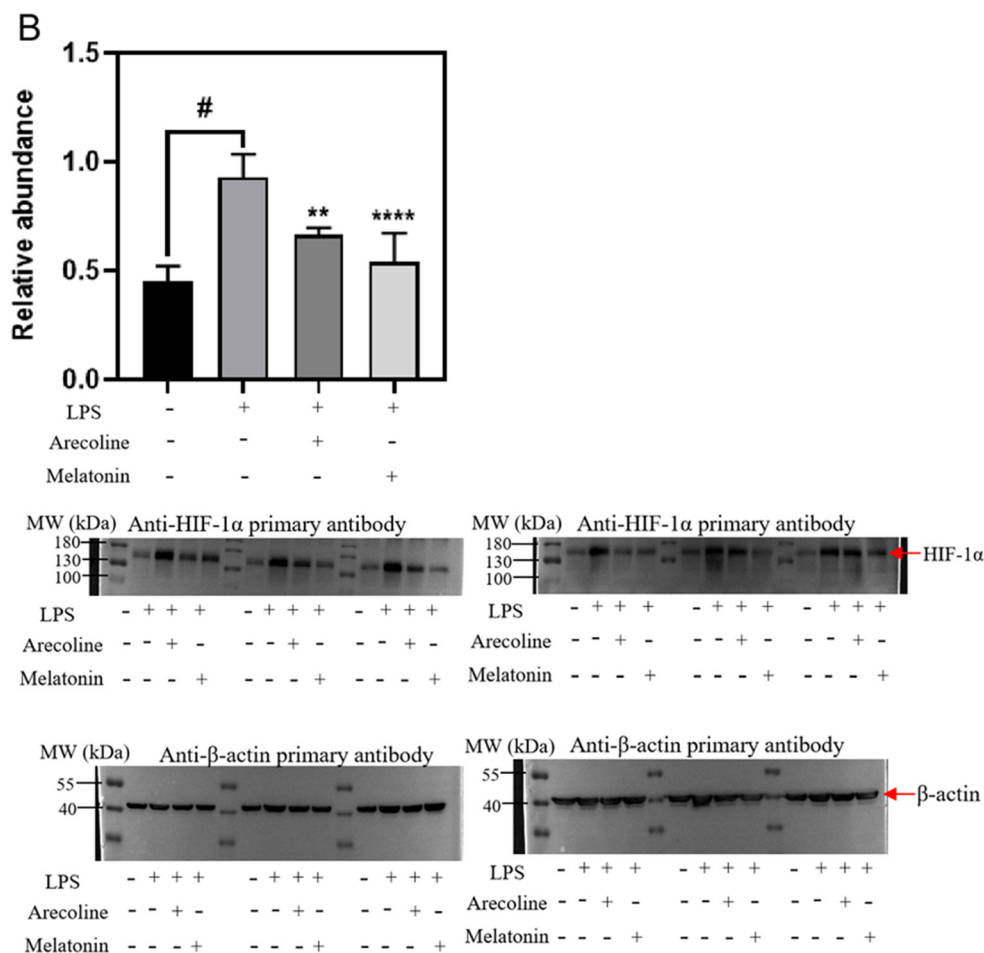 B
Relative abundance
1.5
1.0
0.5
0.0
#
**
****
LPS - + + +
Arecoline - - + -
Melatonin - - - +
MW (kDa) Anti-HIF-1α primary antibody
180
130
100
LPS - + + + - + + + - + + +
Arecoline - - + - - - + - - - + -
Melatonin - - - + - - - + - - - +
MW (kDa) Anti-HIF-1α primary antibody
180
130
100
HIF-1α
LPS - + + + - + + + - + + +
Arecoline - - + - - - + - - - + -
Melatonin - - - + - - - + - - - +
MW (kDa) Anti-β-actin primary antibody
55
40
LPS - + + + - + + + - + + +
Arecoline - - + - - - + - - - + -
Melatonin - - - + - - - + - - - +
MW (kDa) Anti-β-actin primary antibody
55
40
β-actin
LPS - + + + - + + + - + + +
Arecoline - - + - - - + - - - + -
Melatonin - - - + - - - + - - - +